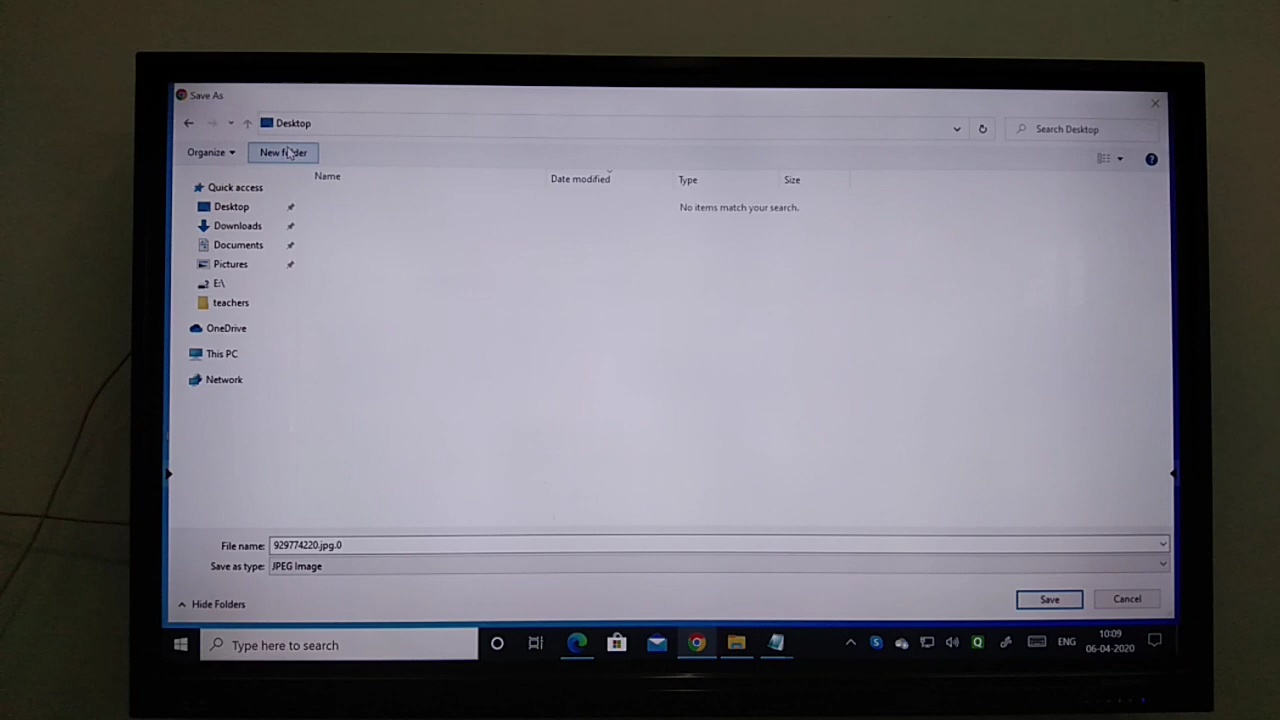 Save As
Desktop
Search Desktop
Organize
New folder
Name
Date modified
Type
Size
No items match your search.
Quick access
Desktop
Downloads
Documents
Pictures
E:\
teachers
OneDrive
This PC
Network
File name: 929774220.jpg.0
Save as type: JPEG Image
Hide Folders
Save
Cancel
Type here to search
ENG
10:09
06-04-2020